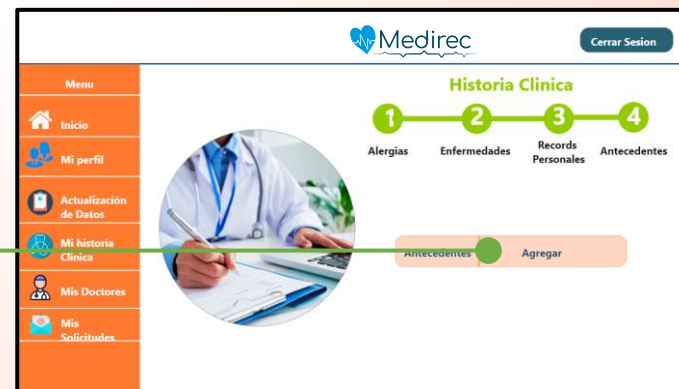 Medirec
Cerrar Sesion
Menu
Inicio
Mi perfil
Actualización
de Datos
Mi historia
Clinica
Mis Doctores
Mis
Solicitudes
Historia Clinica
1 2 3 4
Alergias
Enfermedades
Records
Personales
Antecedentes
Antecedentes
Agregar